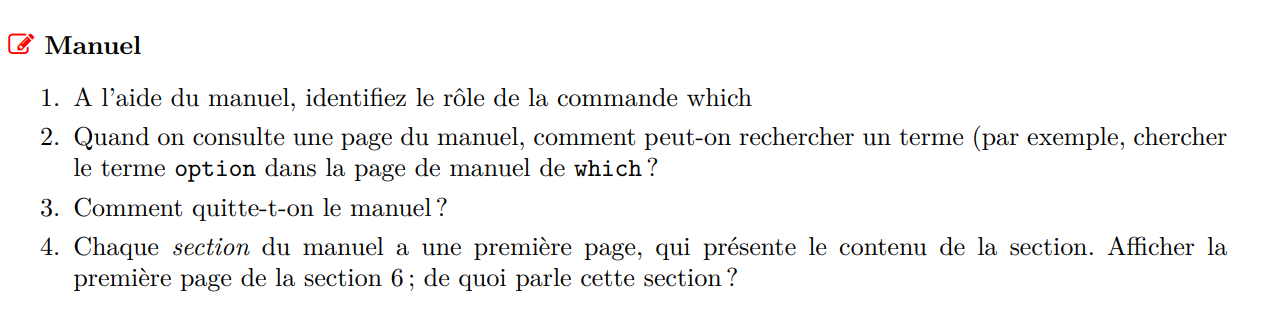 Manuel
1. A l'aide du manuel, identifiez le rôle de la commande which
2. Quand on consulte une page du manuel, comment peut-on rechercher un terme (par exemple, chercher
le terme option dans la page de manuel de which ?
3. Comment quitte-t-on le manuel ?
4. Chaque section du manuel a une première page, qui présente le contenu de la section. Afficher la
première page de la section 6 ; de quoi parle cette section ?